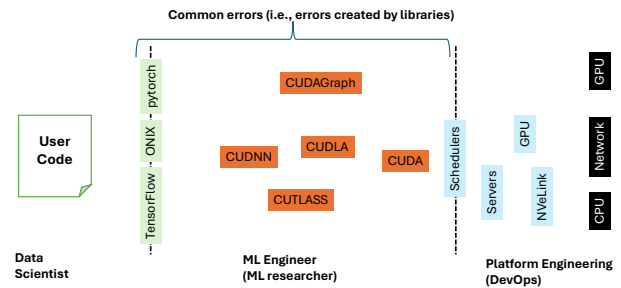 Common errors (i.e., errors created by libraries)
User
Code
pytorch
ONIX
TensorFlow
CUDAGraph
CUDNN
CUDLA
CUDA
CUTLASS
Schedulers
Servers
GPU
NVeLink
GPU
Network
CPU
Data
Scientist
ML Engineer
(ML researcher)
Platform Engineering
(DevOps)